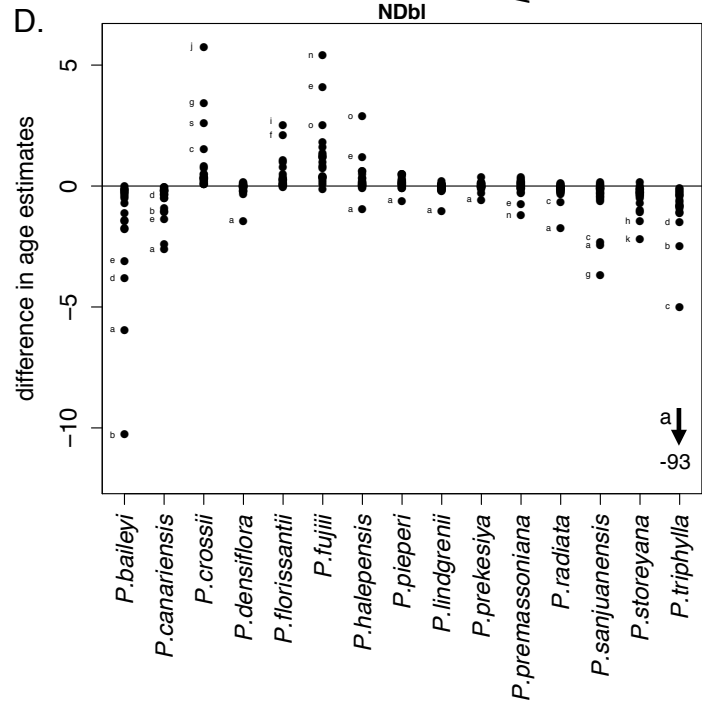 D.
NDbl
difference in age estimates
5
0
−5
−10
j
g
s
c
n
e
o
i
f
o
e
a
a
a
a
a
e
n
c
a
c
a
g
h
k
d
b
c
d
b
e
a
e
d
a
b
a
-93
P.baileyi
P.canariensis
P.crossii
P.densiflora
P.florissantii
P.fujiii
P.halepensis
P.pieperi
P.lindgrenii
P.prekesiya
P.premassoniana
P.radiata
P.sanjuanensis
P.storeyana
P.triphylla